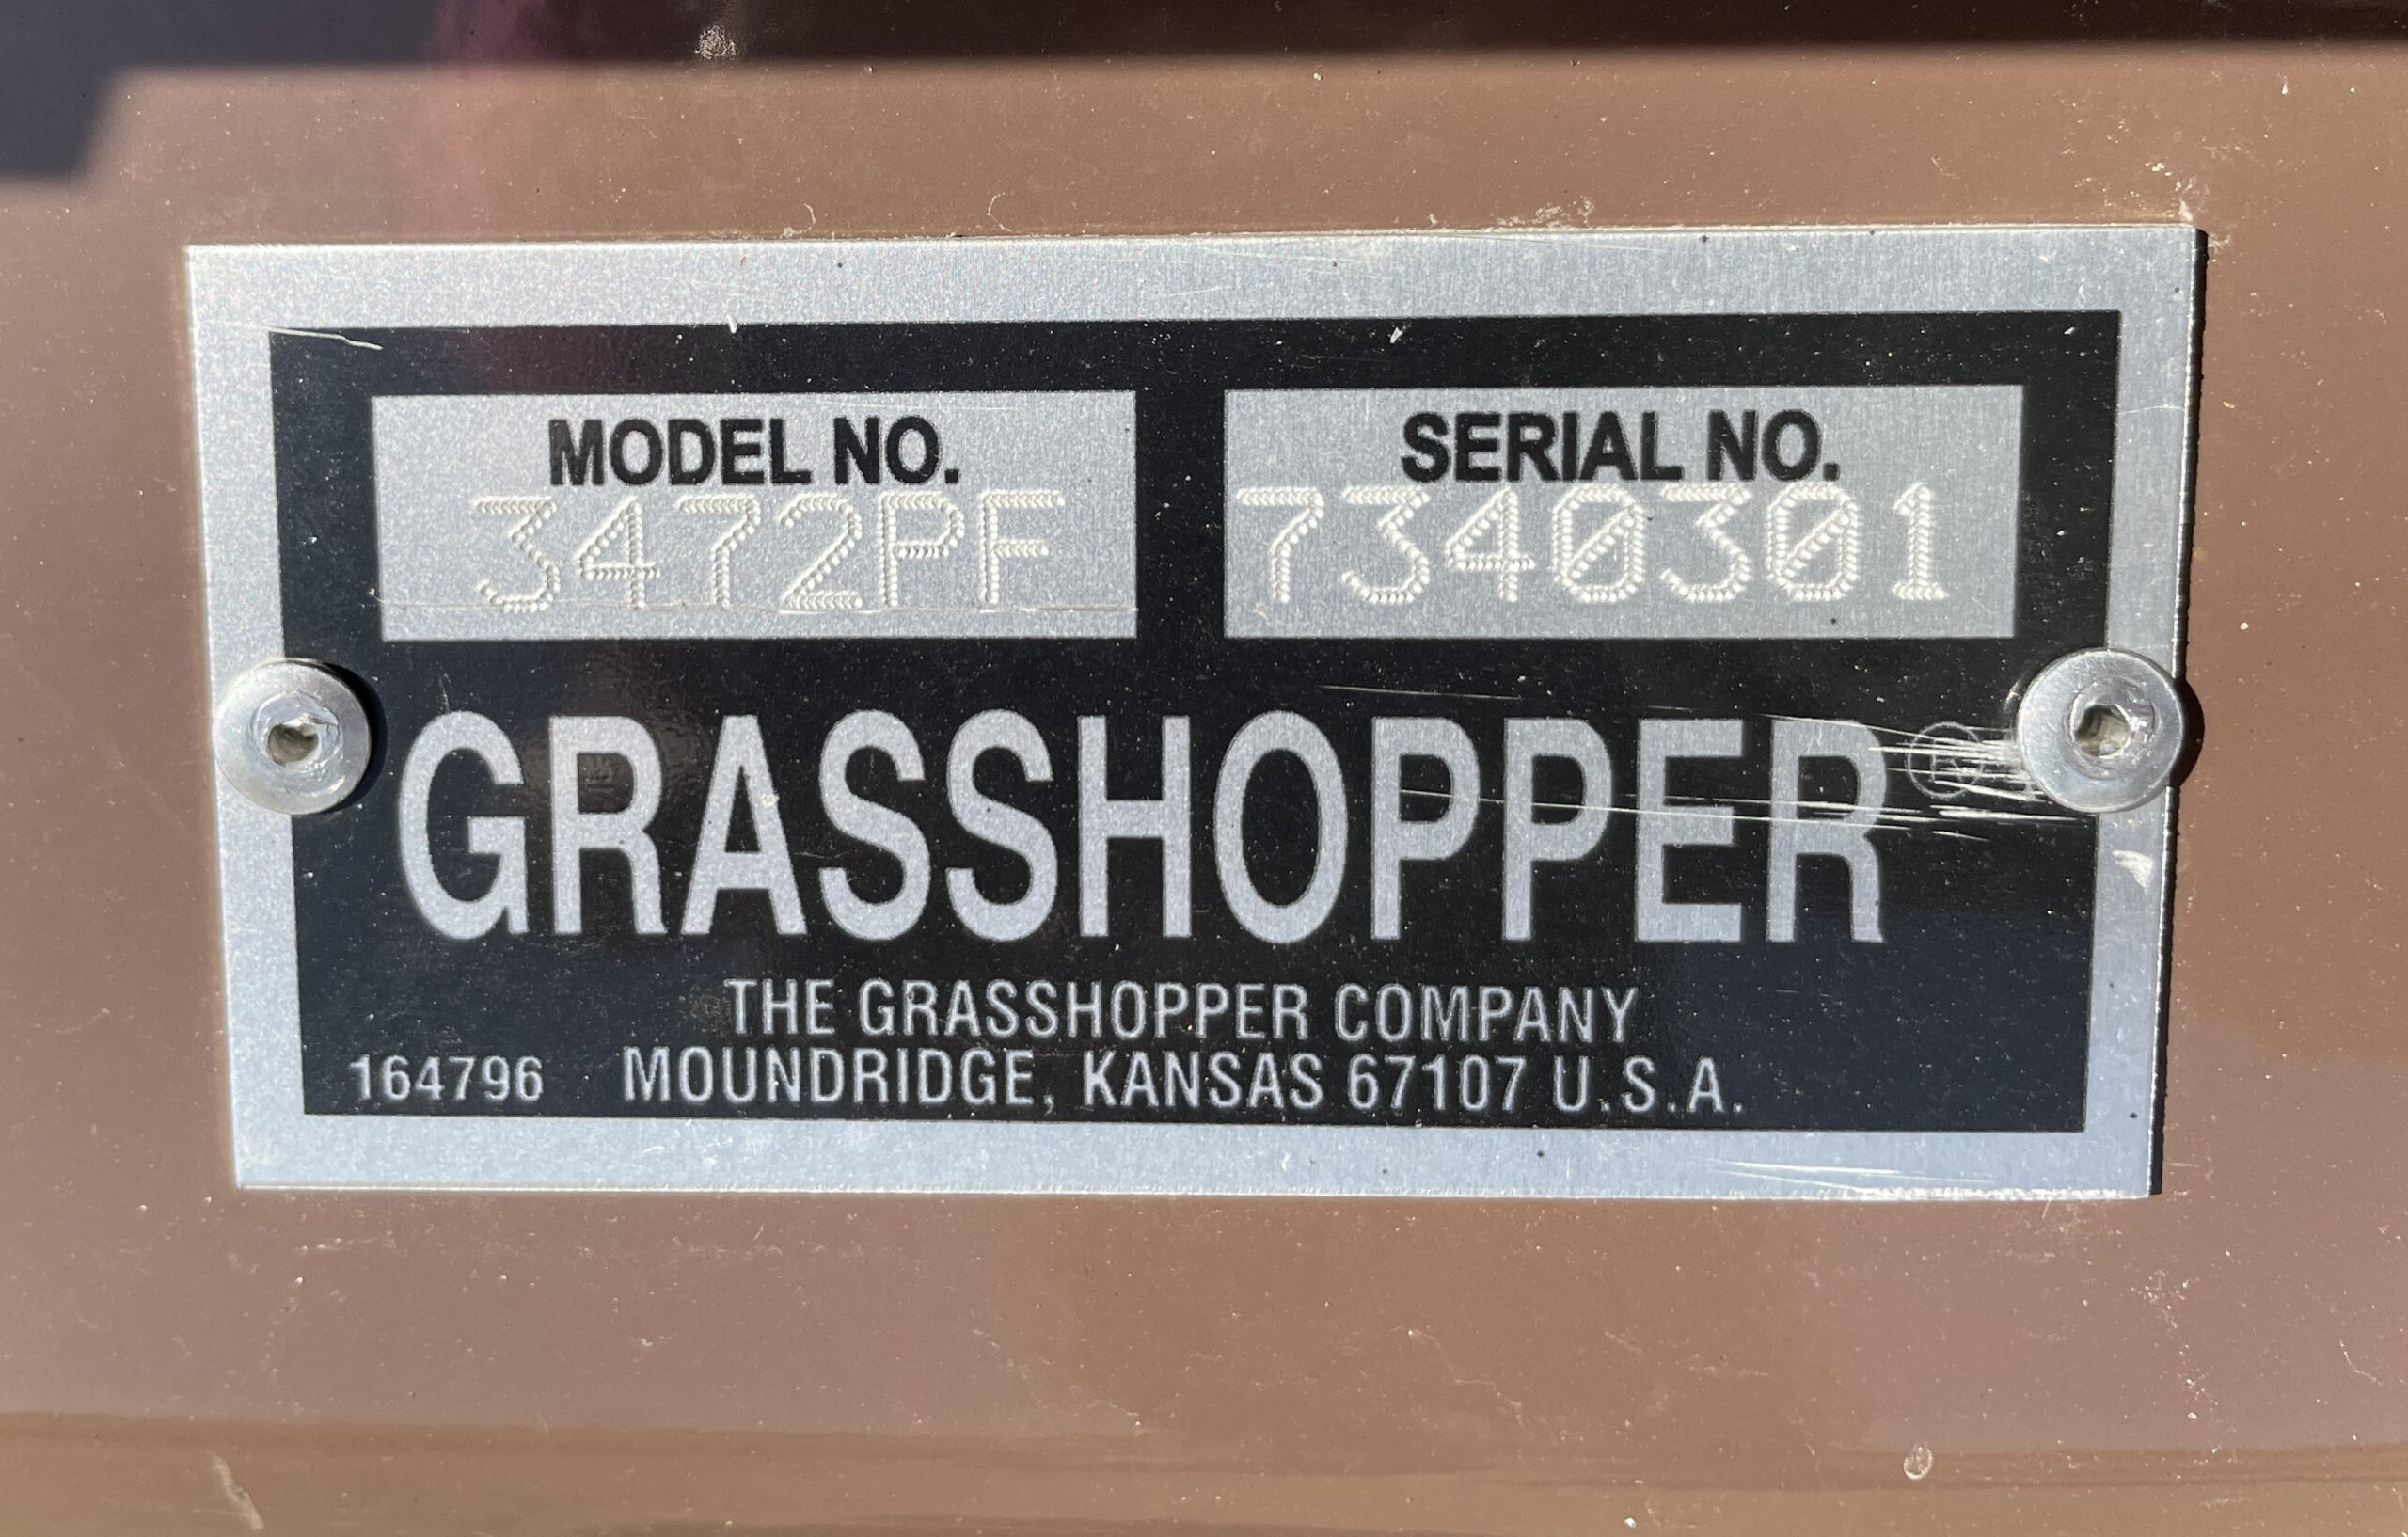 MODEL NO.
3472PF
SERIAL NO.
7340301
GRASSHOPPER®
THE GRASSHOPPER COMPANY
164796 MOUNDRIDGE, KANSAS 67107 U.S.A.